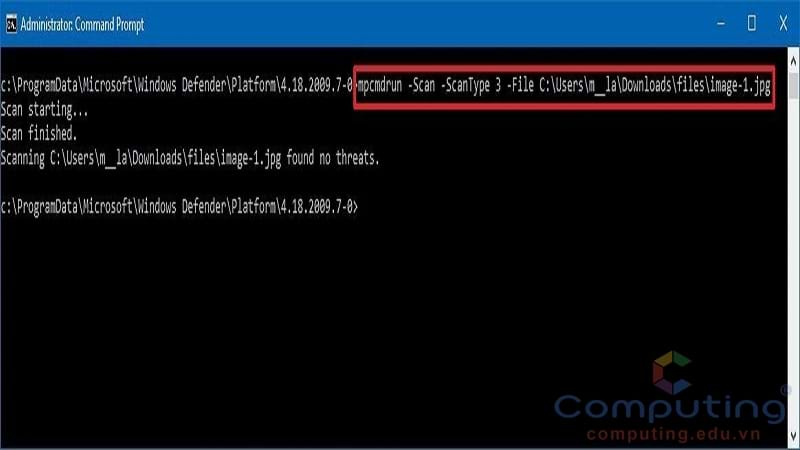 Administrator: Command Prompt
c:\ProgramData\Microsoft\Windows Defender\Platform\4.18.2009.7-0>mpcmdrun -Scan -ScanType 3 -File C:\Users\m__la\Downloads\files\image-1.jpg
Scan starting...
Scan finished.
Scanning C:\Users\m__la\Downloads\files\image-1.jpg found no threats.
c:\ProgramData\Microsoft\Windows Defender\Platform\4.18.2009.7-0>
Computing®
computing.edu.vn